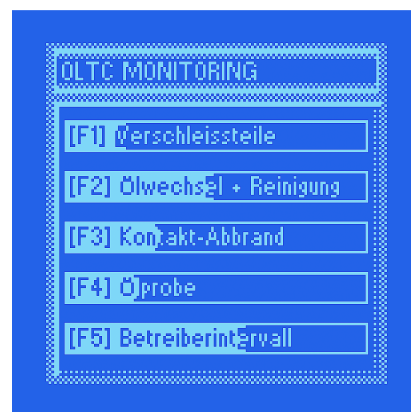 OLTC MONITORING
[F1] Verschleissteile
[F2] Ölwechsel + Reinigung
[F3] Kontakt-Abbrand
[F4] Ölprobe
[F5] Betreiberintervall